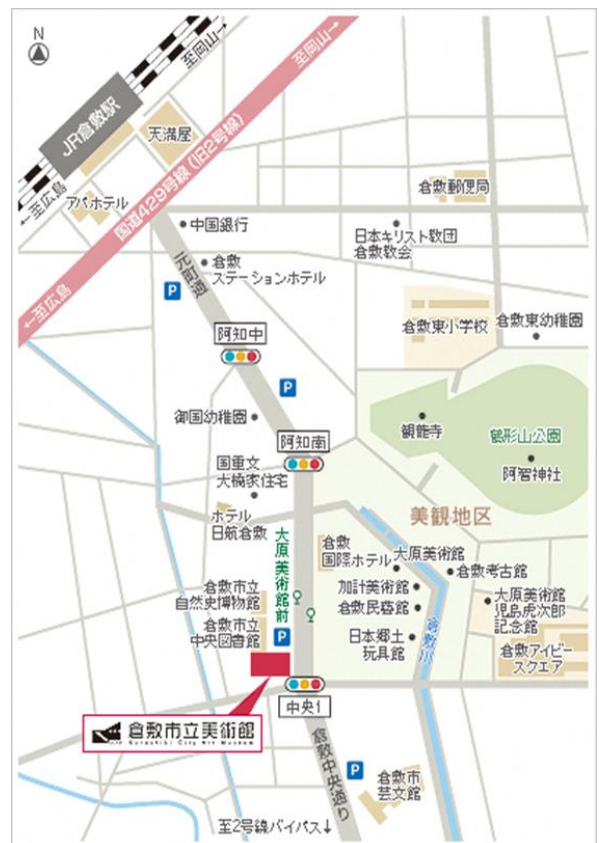 N
至岡山→
至岡山→
JR倉敷駅
天満屋
←至広島
アパホテル
国道429号線(旧2号線)
倉敷郵便局
中国銀行
日本キリスト教団
倉敷教会
倉敷
ステーションホテル
元町通
P
←至広島
倉敷東小学校
倉敷東幼稚園
阿知中
P
御国幼稚園
観龍寺
鶴形山公園
阿知南
阿智神社
国重文
大橋家住宅
美観地区
ホテル
日航倉敷
大原美術館前
倉敷
国際ホテル
大原美術館
倉敷考古館
加計美術館
倉敷市立
自然史博物館
大原美術館
児島虎次郎
記念館
倉敷民藝館
倉敷川
倉敷市立
中央図書館
P
日本郷土
玩具館
倉敷アイビー
スクエア
中央1
倉敷市立美術館
Kurashiki City Art Museum
倉敷中央通り
P
倉敷市
芸文館
至2号線バイパス↓